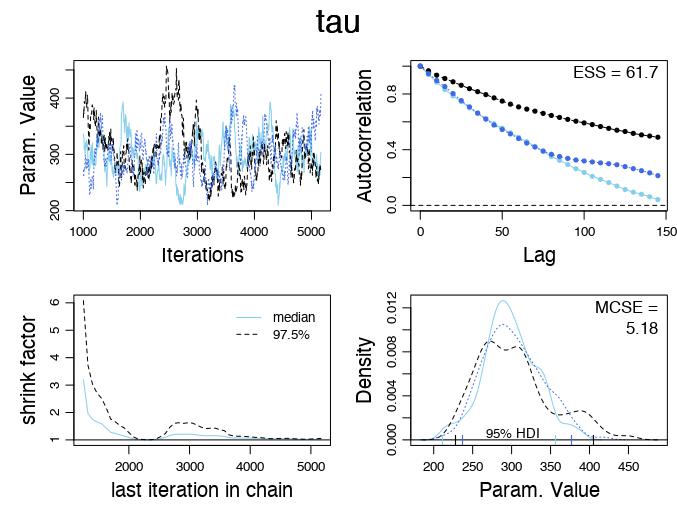 tau
Param. Value
200
300
400
1000
2000
3000
4000
5000
Iterations
Autocorrelation
0.0
0.4
0.8
ESS = 61.7
0
50
100
150
Lag
shrink factor
1
2
3
4
5
6
median
97.5%
2000
3000
4000
5000
last iteration in chain
Density
0.000
0.004
0.008
0.012
MCSE =
5.18
95% HDI
200
250
300
350
400
450
Param. Value